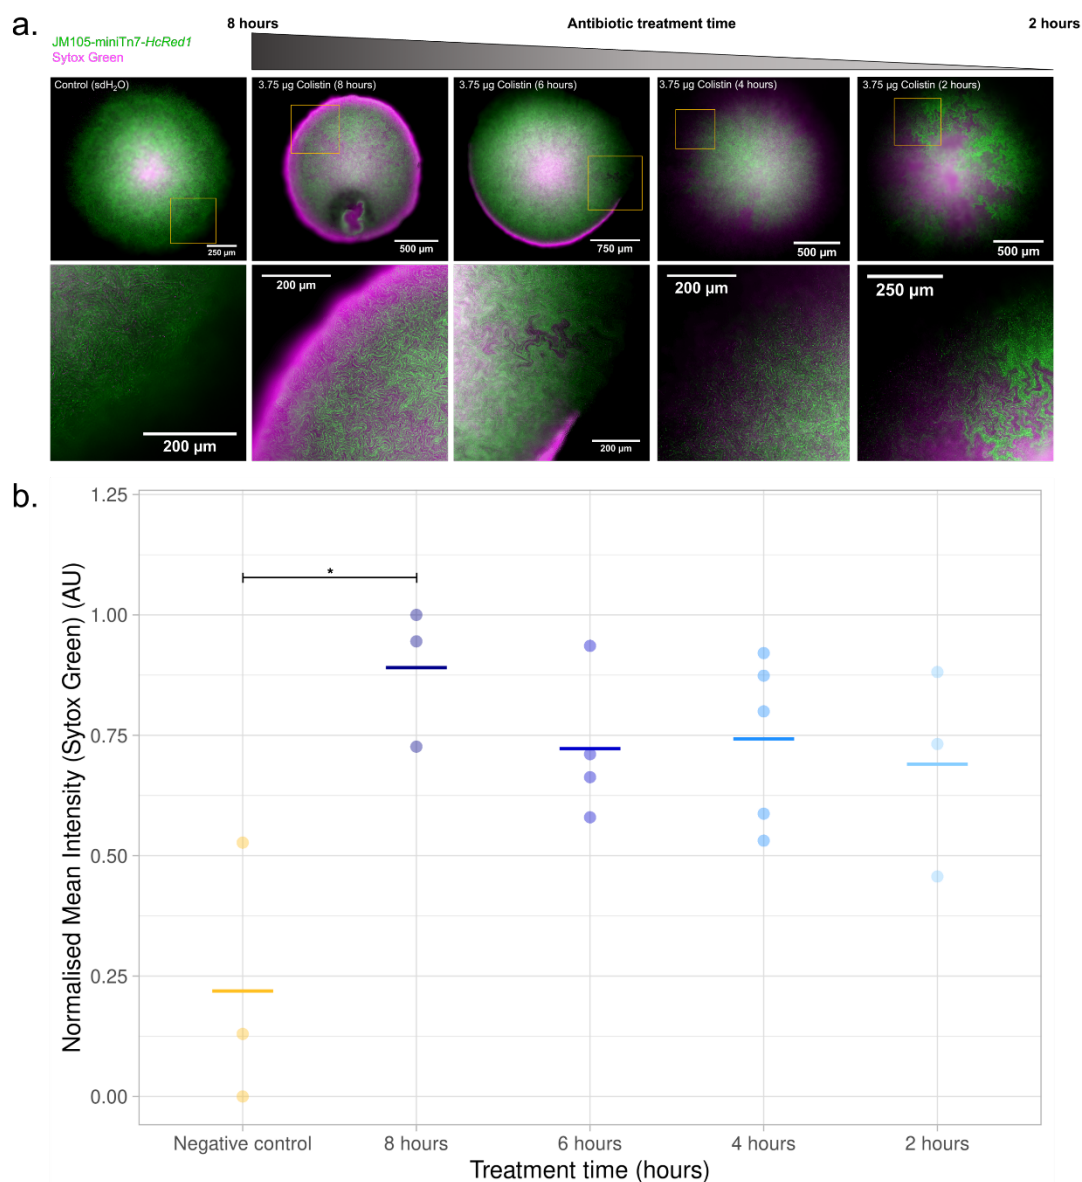 a.
8 hours
Antibiotic treatment time
2 hours
JM105-miniTn7-HcRed1
Sytox Green
Control (sdH₂O)
3.75 µg Colistin (8 hours)
3.75 µg Colistin (6 hours)
3.75 µg Colistin (4 hours)
3.75 µg Colistin (2 hours)
250 µm
500 µm
750 µm
500 µm
500 µm
200 µm
200 µm
200 µm
200 µm
250 µm
b.
Normalised Mean Intensity (Sytox Green) (AU)
1.25
1.00
0.75
0.50
0.25
0.00
*
Negative control
8 hours
6 hours
4 hours
2 hours
Treatment time (hours)